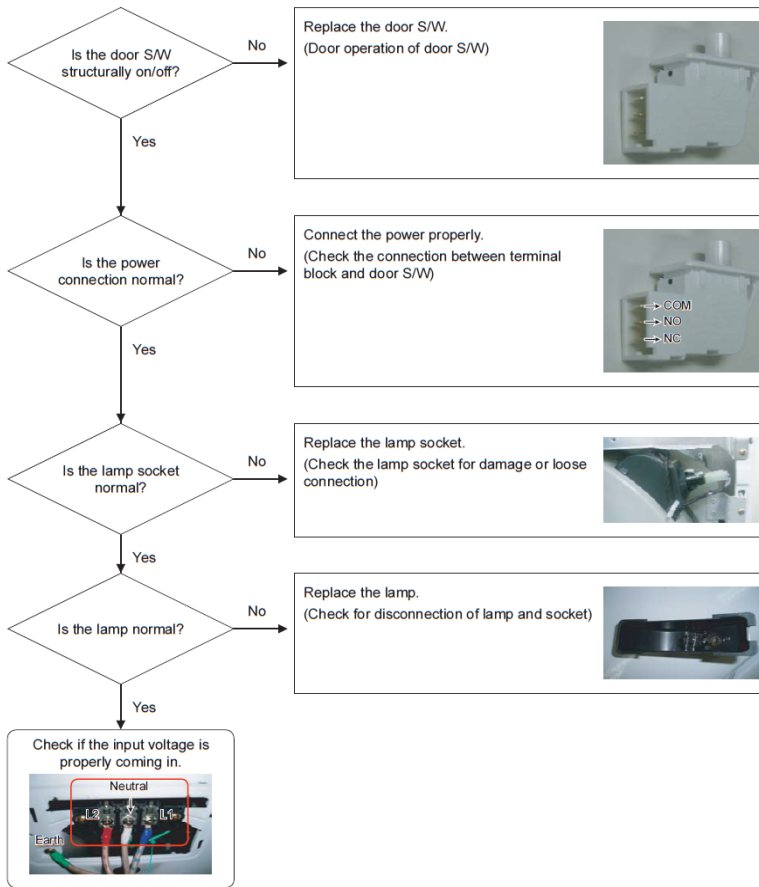 Is the door S/W
structurally on/off?
No
Replace the door S/W.
(Door operation of door S/W)
Yes
Is the power
connection normal?
No
Connect the power properly.
(Check the connection between terminal
block and door S/W)
COM
NO
NC
Yes
Is the lamp socket
normal?
No
Replace the lamp socket.
(Check the lamp socket for damage or loose
connection)
Yes
Is the lamp normal?
No
Replace the lamp.
(Check for disconnection of lamp and socket)
Yes
Check if the input voltage is
properly coming in.
Neutral
L2
L1
Earth